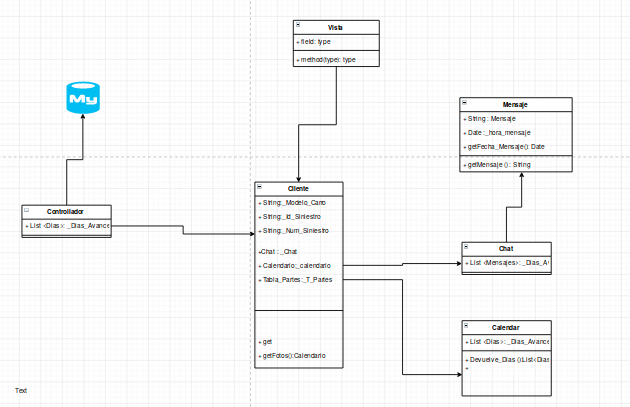 Vista
+ field: type
+ method(type): type
My
Mensaje
+ String : Mensaje
+ Date :_hora_mensaje
+ getFecha_Mensaje(): Date
+ getMensaje (): String
Controllador
+ List <Dias>: _Dias_Avance
Cliente
+ String:_Modelo_Carro
+ String:_Id_Siniestro
+ String:_Num_Siniestro
+Chat :_Chat
+ Calendario:_calendario
+ Tabla_Partes:_T_Partes
+ get
+ getFotos():Calendario
Chat
+ List <Mensajes>: _Dias_A
Calendar
+ List <Dias>: _Dias_Avance
+ Devuelve_Dias ():List<Dias
+
Text